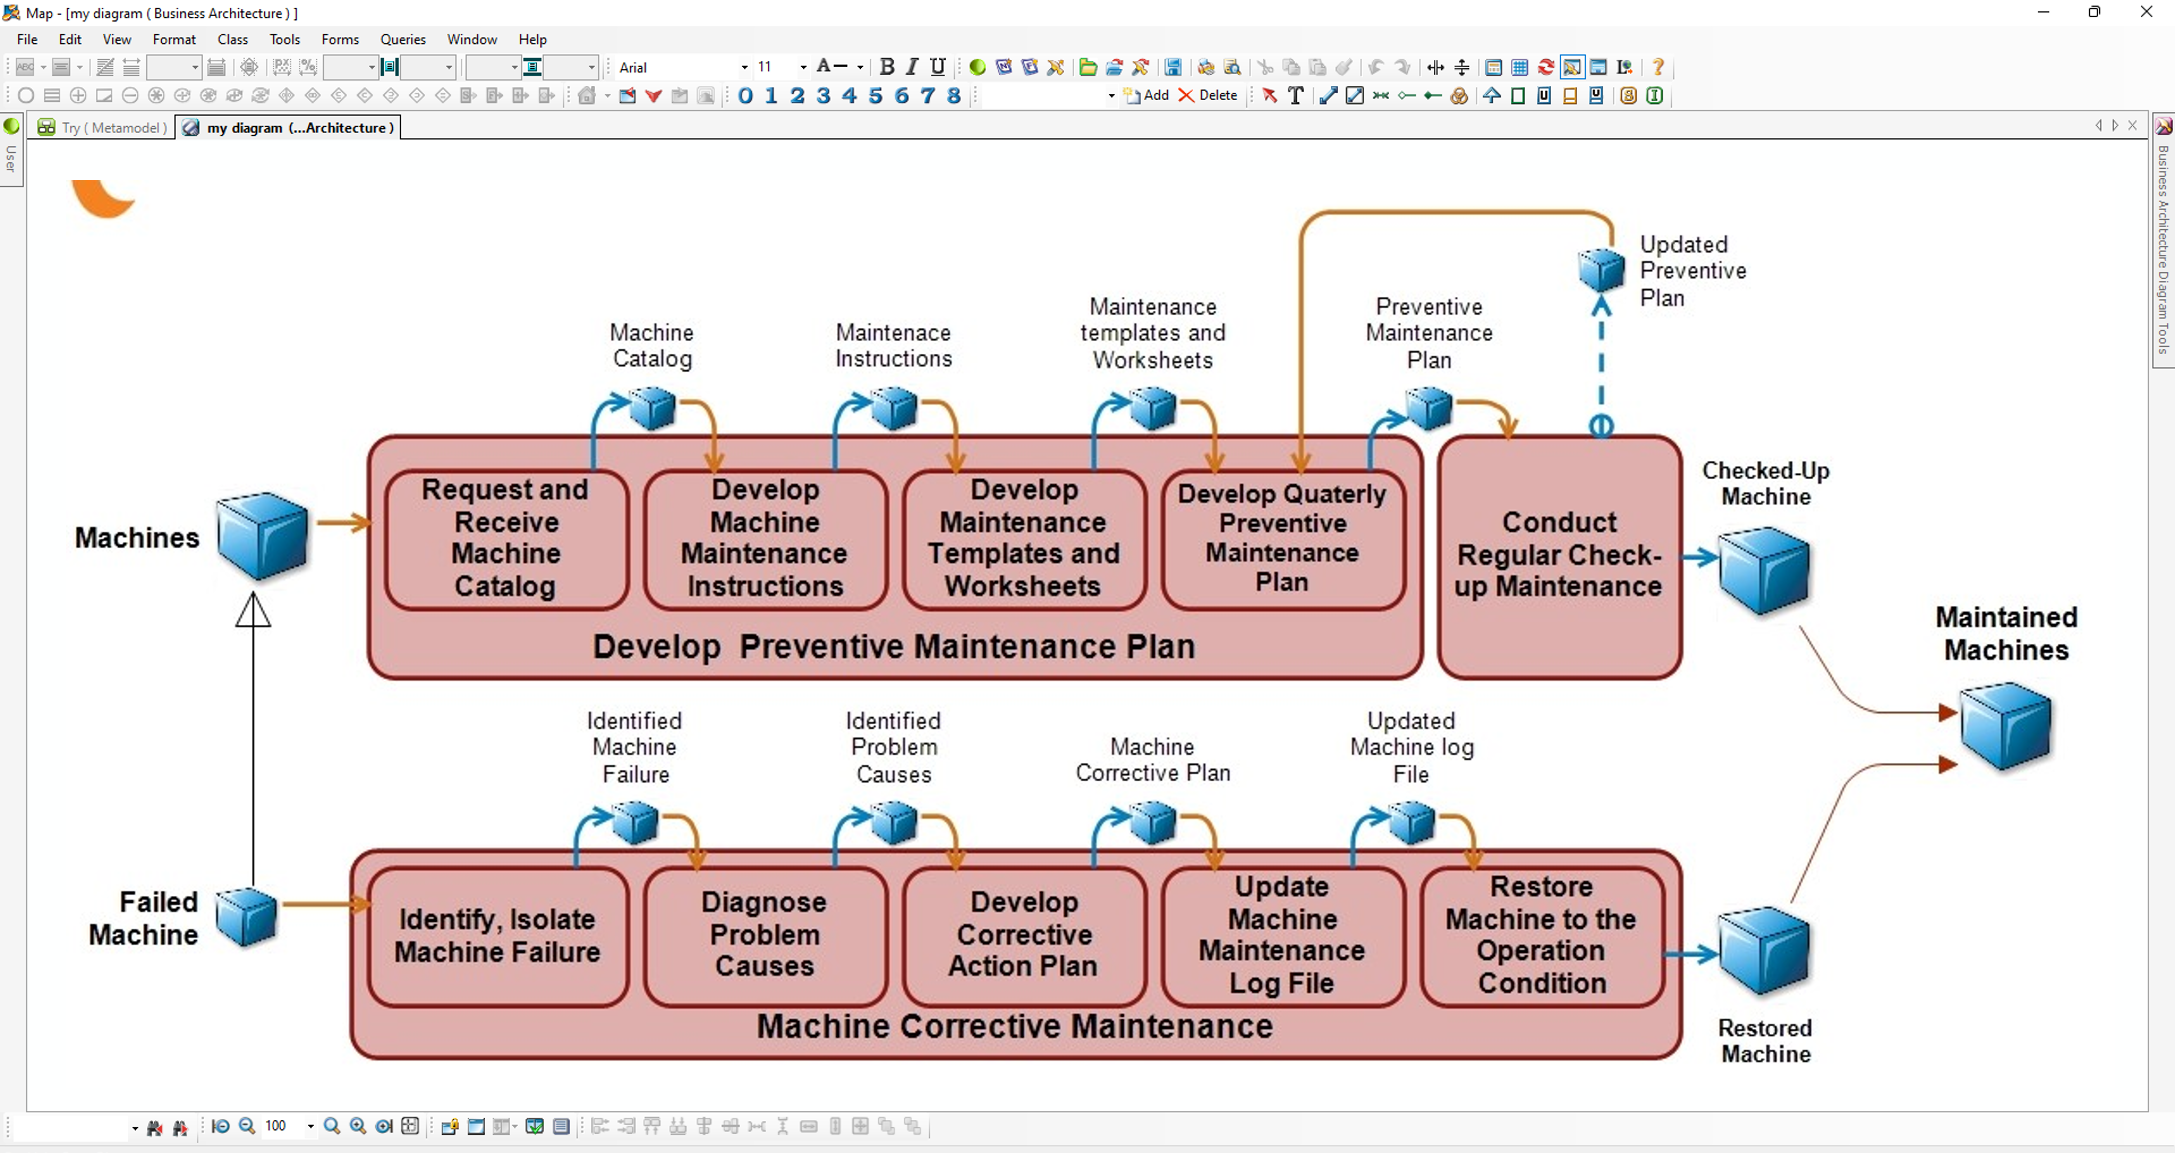 Map - [my diagram ( Business Architecture ) ]
File Edit View Format Class Tools Forms Queries Window Help
ABC
Arial 11 A B I U
0 1 2 3 4 5 6 7 8 Add Delete T
Try ( Metamodel ) my diagram (...Architecture )
User
Business Architecture Diagram Tools
Updated
Preventive
Plan
Machine
Catalog
Maintenace
Instructions
Maintenance
templates and
Worksheets
Preventive
Maintenance
Plan
Machines
Request and
Receive
Machine
Catalog
Develop
Machine
Maintenance
Instructions
Develop
Maintenance
Templates and
Worksheets
Develop Quaterly
Preventive
Maintenance
Plan
Conduct
Regular Check-
up Maintenance
Checked-Up
Machine
Develop Preventive Maintenance Plan
Maintained
Machines
Identified
Machine
Failure
Identified
Problem
Causes
Machine
Corrective Plan
Updated
Machine log
File
Failed
Machine
Identify, Isolate
Machine Failure
Diagnose
Problem
Causes
Develop
Corrective
Action Plan
Update
Machine
Maintenance
Log File
Restore
Machine to the
Operation
Condition
Machine Corrective Maintenance
Restored
Machine
100